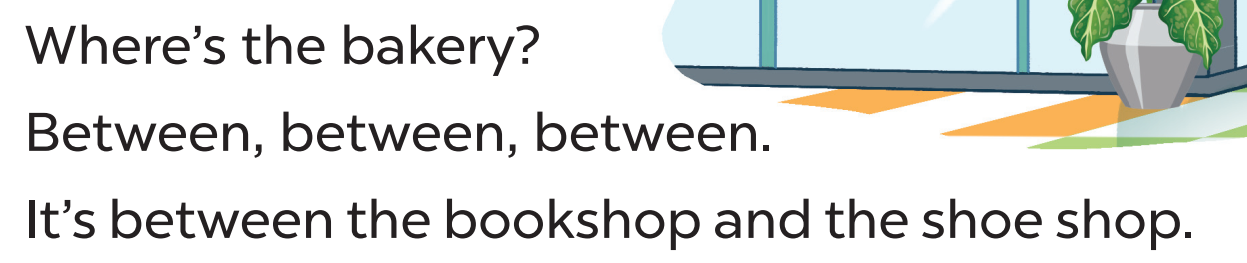 Where’s the bakery?
Between, between, between.
It’s between the bookshop and the shoe shop.